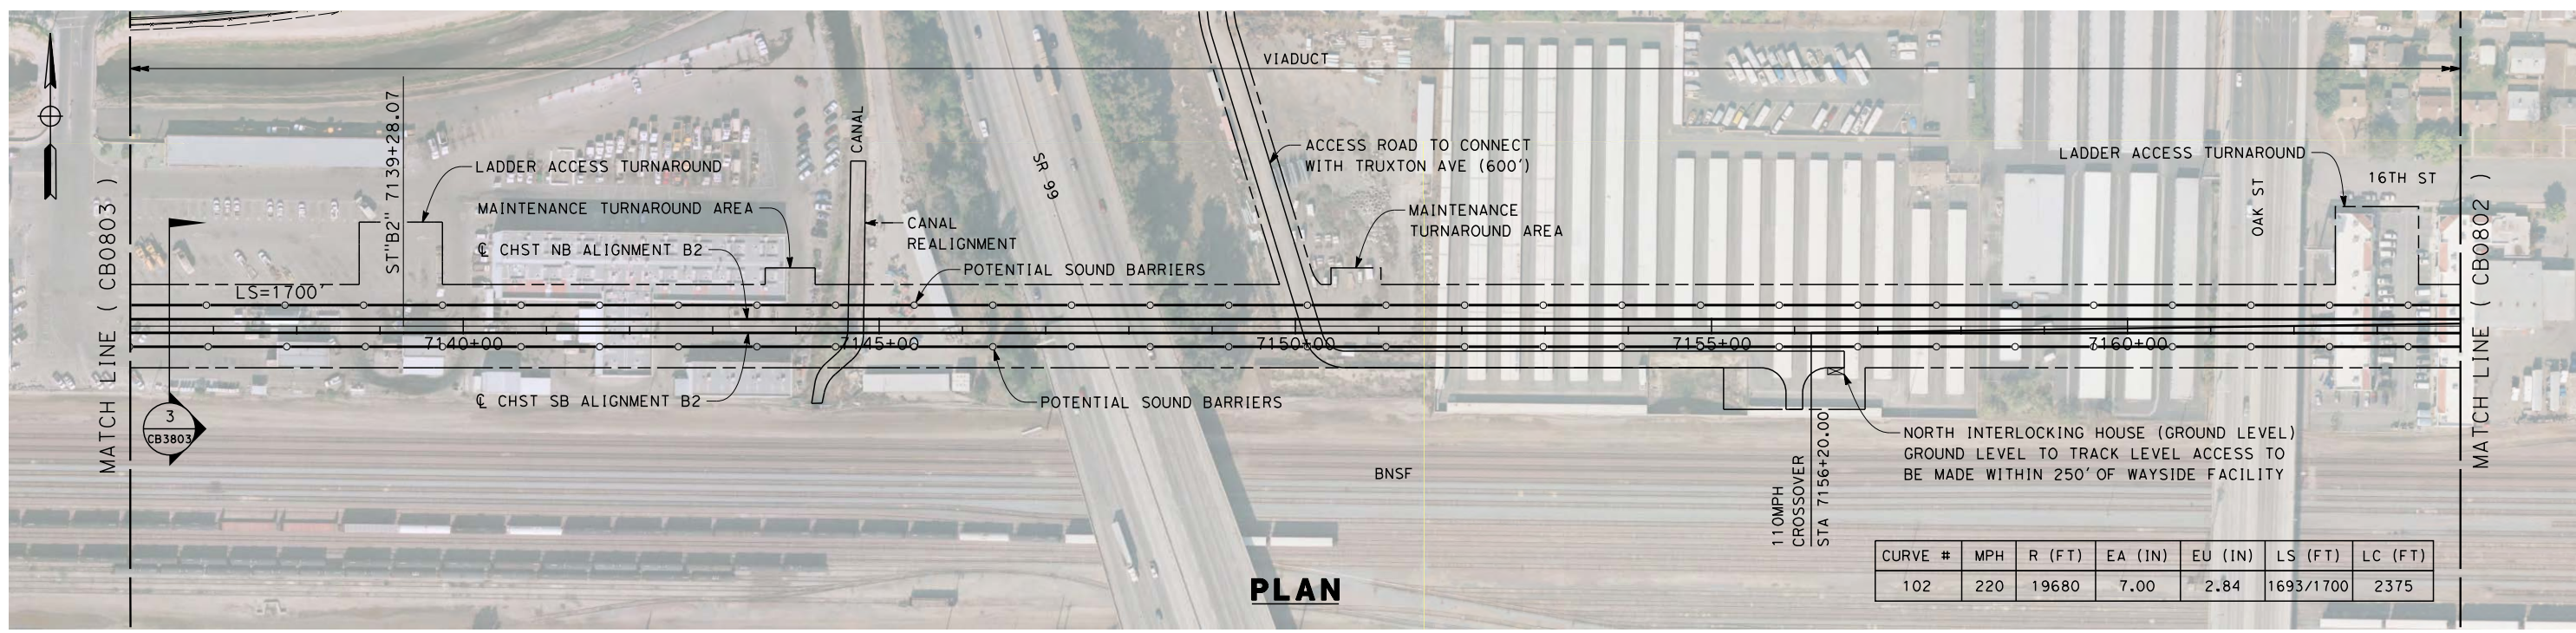 VIADUCT
MATCH LINE ( CB0803 )
ST"B2" 7139+28.07
LADDER ACCESS TURNAROUND
CANAL
MAINTENANCE TURNAROUND AREA
CANAL
REALIGNMENT
℄ CHST NB ALIGNMENT B2
POTENTIAL SOUND BARRIERS
LS=1700'
SR 99
ACCESS ROAD TO CONNECT
WITH TRUXTON AVE (600')
MAINTENANCE
TURNAROUND AREA
LADDER ACCESS TURNAROUND
16TH ST
OAK ST
MATCH LINE ( CB0802 )
7140+00
7145+00
7150+00
7155+00
7160+00
℄ CHST SB ALIGNMENT B2
POTENTIAL SOUND BARRIERS
3
CB3803
BNSF
110MPH
CROSSOVER
STA 7156+20.00
NORTH INTERLOCKING HOUSE (GROUND LEVEL)
GROUND LEVEL TO TRACK LEVEL ACCESS TO
BE MADE WITHIN 250' OF WAYSIDE FACILITY
PLAN
CURVE # MPH R (FT) EA (IN) EU (IN) LS (FT) LC (FT)
102 220 19680 7.00 2.84 1693/1700 2375